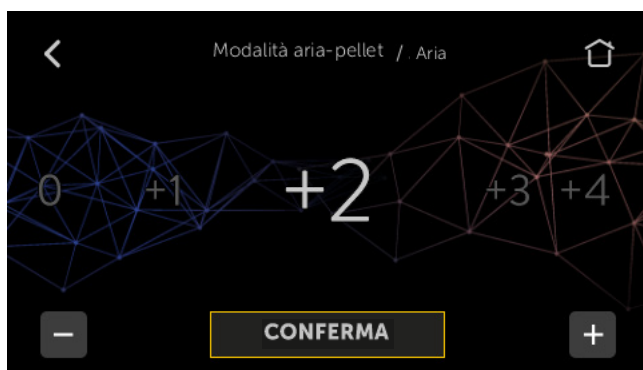 Modalità aria-pellet / . Aria
0 +1 +2 +3 +4
− CONFERMA +